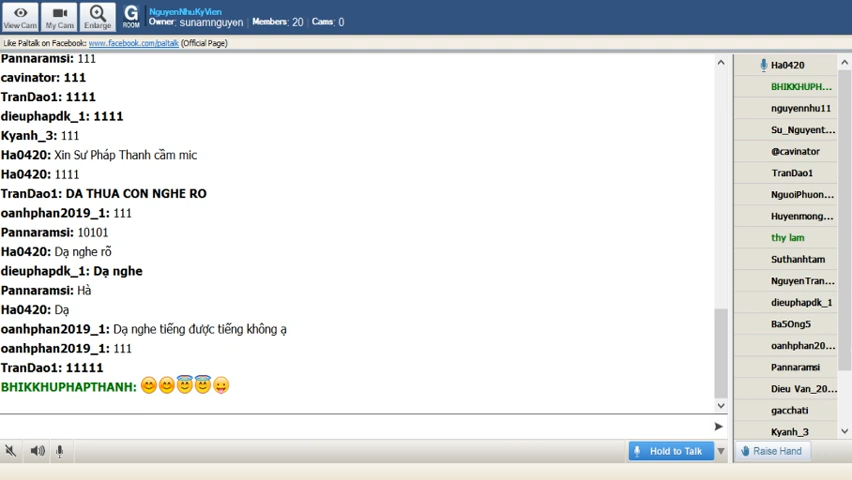 NguyenNhuKyVien
Owner: sunamnguyen Members: 20 Cams: 0
View Cam
My Cam
Enlarge
G
ROOM
Like Paltalk on Facebook: www.facebook.com/paltalk (Official Page)
Pannaramsi: 111
cavinator: 111
TranDao1: 1111
dieuphapdk_1: 1111
Kyanh_3: 111
Ha0420: Xin Sư Pháp Thanh cầm mic
Ha0420: 1111
TranDao1: DA THUA CON NGHE RO
oanhphan2019_1: 111
Pannaramsi: 10101
Ha0420: Dạ nghe rõ
dieuphapdk_1: Dạ nghe
Pannaramsi: Hà
Ha0420: Dạ
oanhphan2019_1: Dạ nghe tiếng được tiếng không ạ
oanhphan2019_1: 111
TranDao1: 11111
BHIKKHUPHAPTHANH: 😊😊😇😇😜
Hold to Talk
Ha0420
BHIKKHUPH...
nguyennhu11
Su_Nguyent...
@cavinator
TranDao1
NguoiPhuon...
Huyenmong...
thy lam
Suthanhtam
NguyenTran...
dieuphapdk_1
Ba5Ong5
oanhphan20...
Pannaramsi
Dieu Van_20...
gacchati
Kyanh_3
Raise Hand